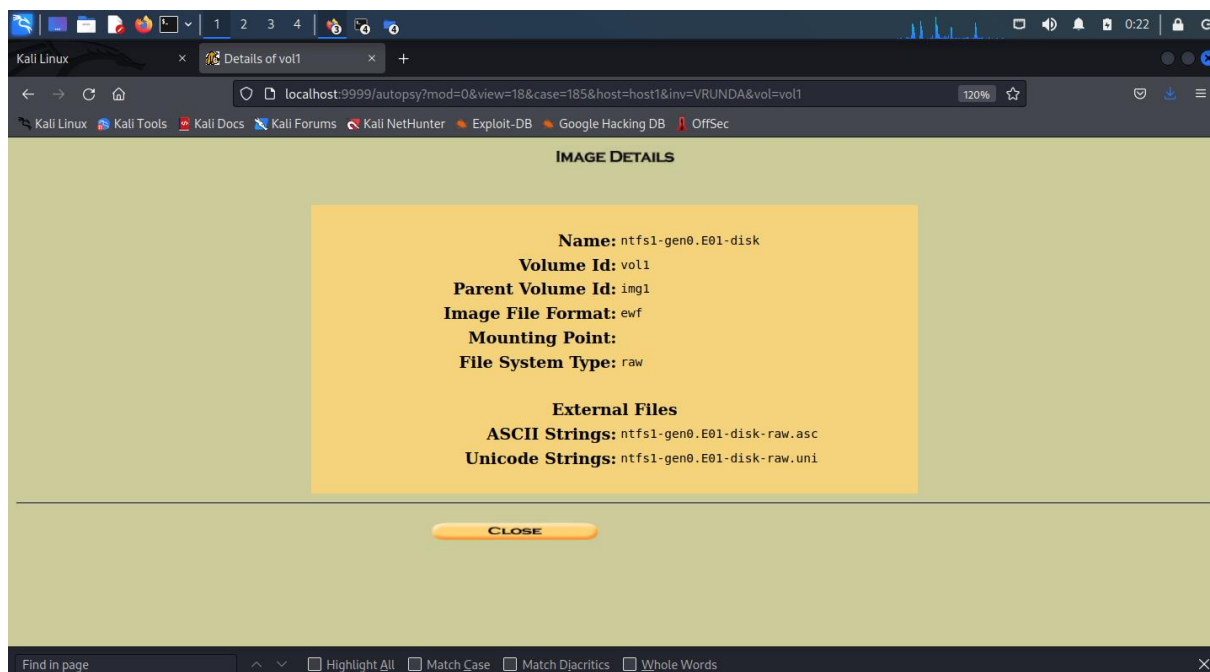 1 2 3 4 0:22 G
Kali Linux × Details of vol1 × +
localhost:9999/autopsy?mod=0&view=18&case=185&host=host1&inv=VRUNDA&vol=vol1 120%
Kali Linux Kali Tools Kali Docs Kali Forums Kali NetHunter Exploit-DB Google Hacking DB OffSec
IMAGE DETAILS
Name: ntfs1-gen0.E01-disk
Volume Id: vol1
Parent Volume Id: img1
Image File Format: ewf
Mounting Point:
File System Type: raw
External Files
ASCII Strings: ntfs1-gen0.E01-disk-raw.asc
Unicode Strings: ntfs1-gen0.E01-disk-raw.uni
CLOSE
Find in page Highlight All Match Case Match Diacritics Whole Words